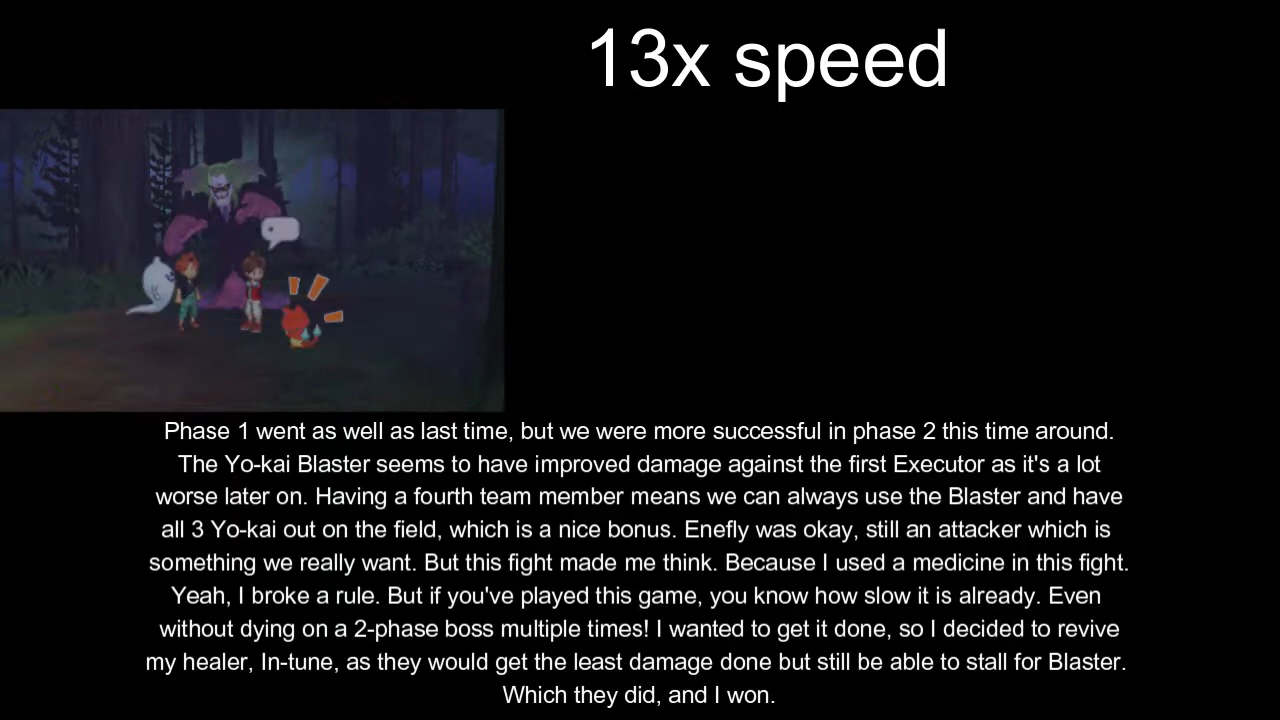 13x speed
Phase 1 went as well as last time, but we were more successful in phase 2 this time around.
The Yo-kai Blaster seems to have improved damage against the first Executor as it's a lot
worse later on. Having a fourth team member means we can always use the Blaster and have
all 3 Yo-kai out on the field, which is a nice bonus. Enefly was okay, still an attacker which is
something we really want. But this fight made me think. Because I used a medicine in this fight.
Yeah, I broke a rule. But if you've played this game, you know how slow it is already. Even
without dying on a 2-phase boss multiple times! I wanted to get it done, so I decided to revive
my healer, In-tune, as they would get the least damage done but still be able to stall for Blaster.
Which they did, and I won.